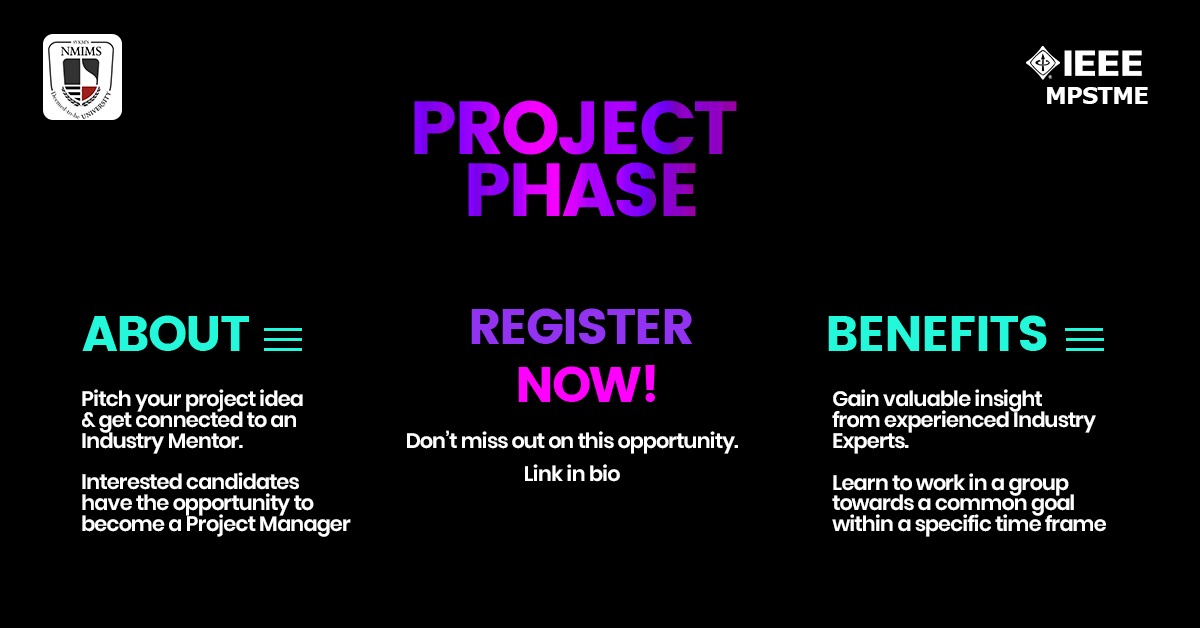 SVKM'S
NMIMS
Deemed to be UNIVERSITY
IEEE
MPSTME
PROJECT
PHASE
ABOUT
Pitch your project idea
& get connected to an
Industry Mentor.
Interested candidates
have the opportunity to
become a Project Manager
REGISTER
NOW!
Don't miss out on this opportunity.
Link in bio
BENEFITS
Gain valuable insight
from experienced Industry
Experts.
Learn to work in a group
towards a common goal
within a specific time frame